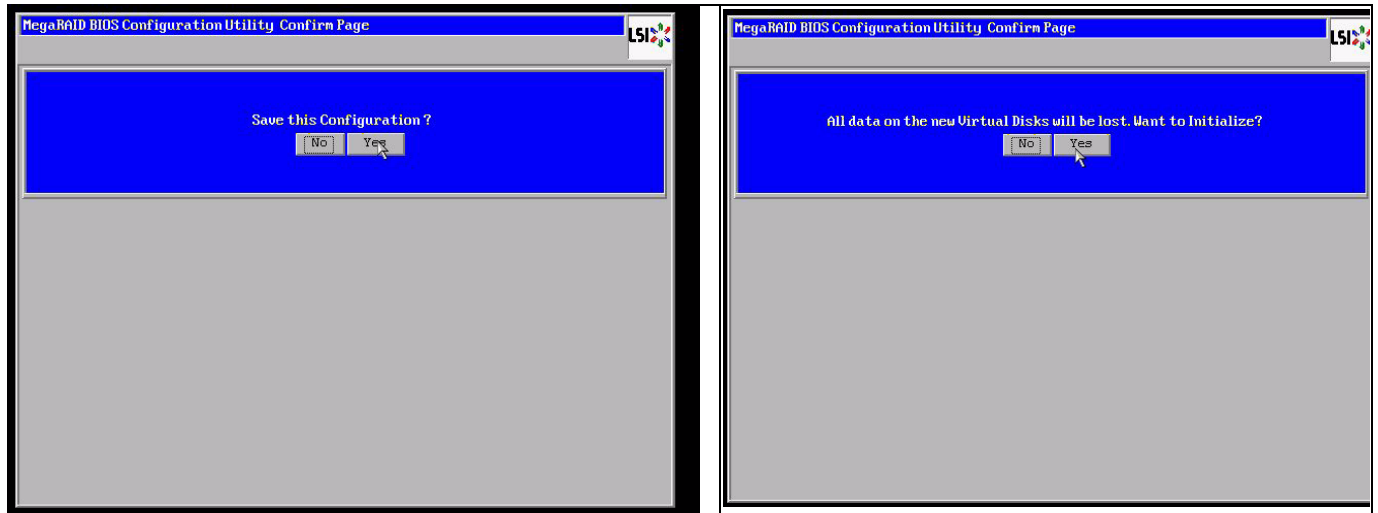 MegaRAID BIOS Configuration Utility Confirm Page
LSI
Save this Configuration ?
No Yes
MegaRAID BIOS Configuration Utility Confirm Page
LSI
All data on the new Virtual Disks will be lost. Want to Initialize?
No Yes